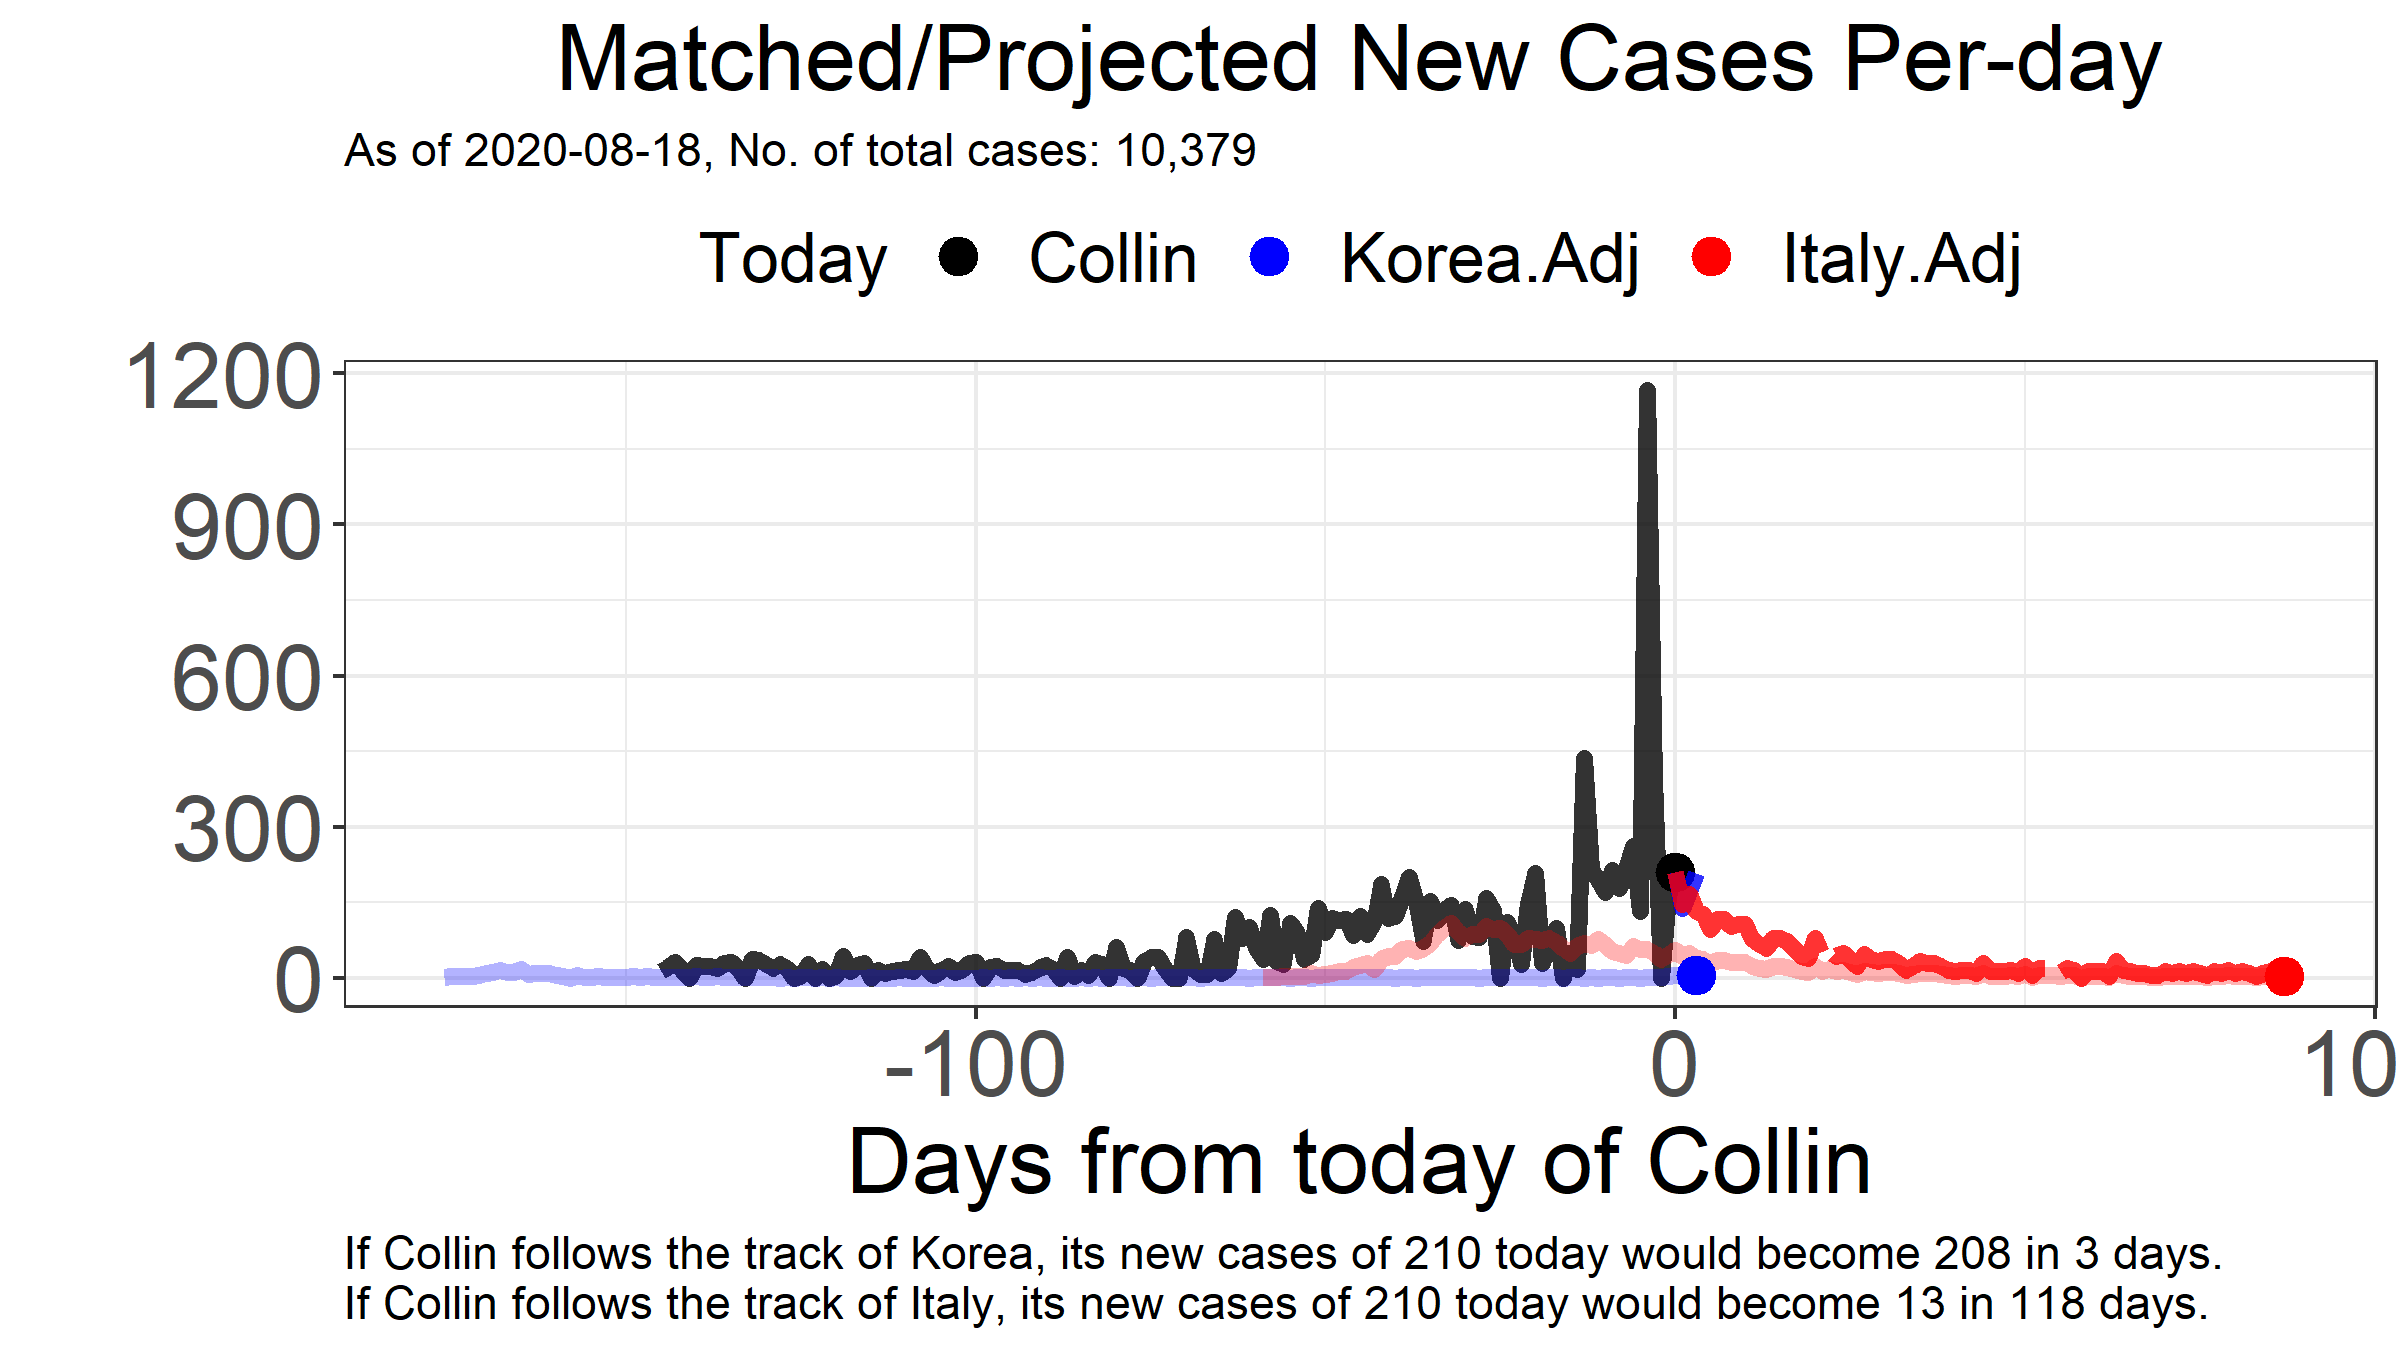 Matched/Projected New Cases Per-day
As of 2020-08-18, No. of total cases: 10,379
Today Collin Korea.Adj Italy.Adj
1200
900
600
300
0
-100 0 10
Days from today of Collin
If Collin follows the track of Korea, its new cases of 210 today would become 208 in 3 days.
If Collin follows the track of Italy, its new cases of 210 today would become 13 in 118 days.